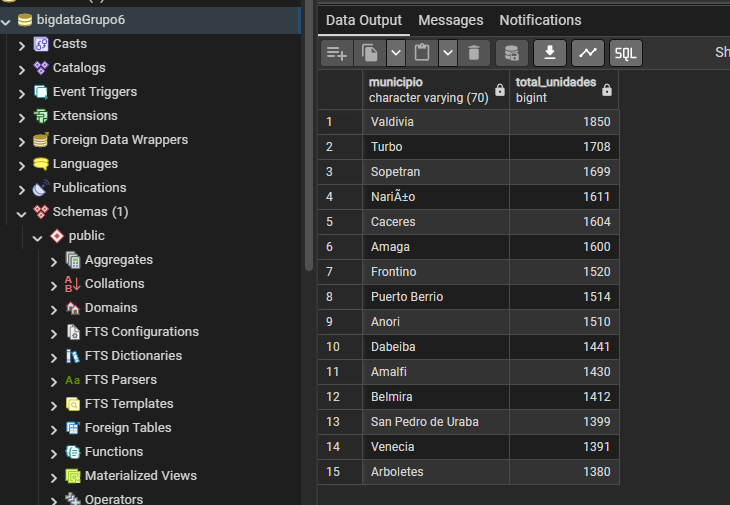 bigdataGrupo6
Casts
Catalogs
Event Triggers
Extensions
Foreign Data Wrappers
Languages
Publications
Schemas (1)
public
Aggregates
Collations
Domains
FTS Configurations
FTS Dictionaries
Aa FTS Parsers
FTS Templates
Foreign Tables
Functions
Materialized Views
Operators
Data Output Messages Notifications
SQL Sh
municipio total_unidades
character varying (70) bigint
1 Valdivia 1850
2 Turbo 1708
3 Sopetran 1699
4 NariÃ±o 1611
5 Caceres 1604
6 Amaga 1600
7 Frontino 1520
8 Puerto Berrio 1514
9 Anori 1510
10 Dabeiba 1441
11 Amalfi 1430
12 Belmira 1412
13 San Pedro de Uraba 1399
14 Venecia 1391
15 Arboletes 1380